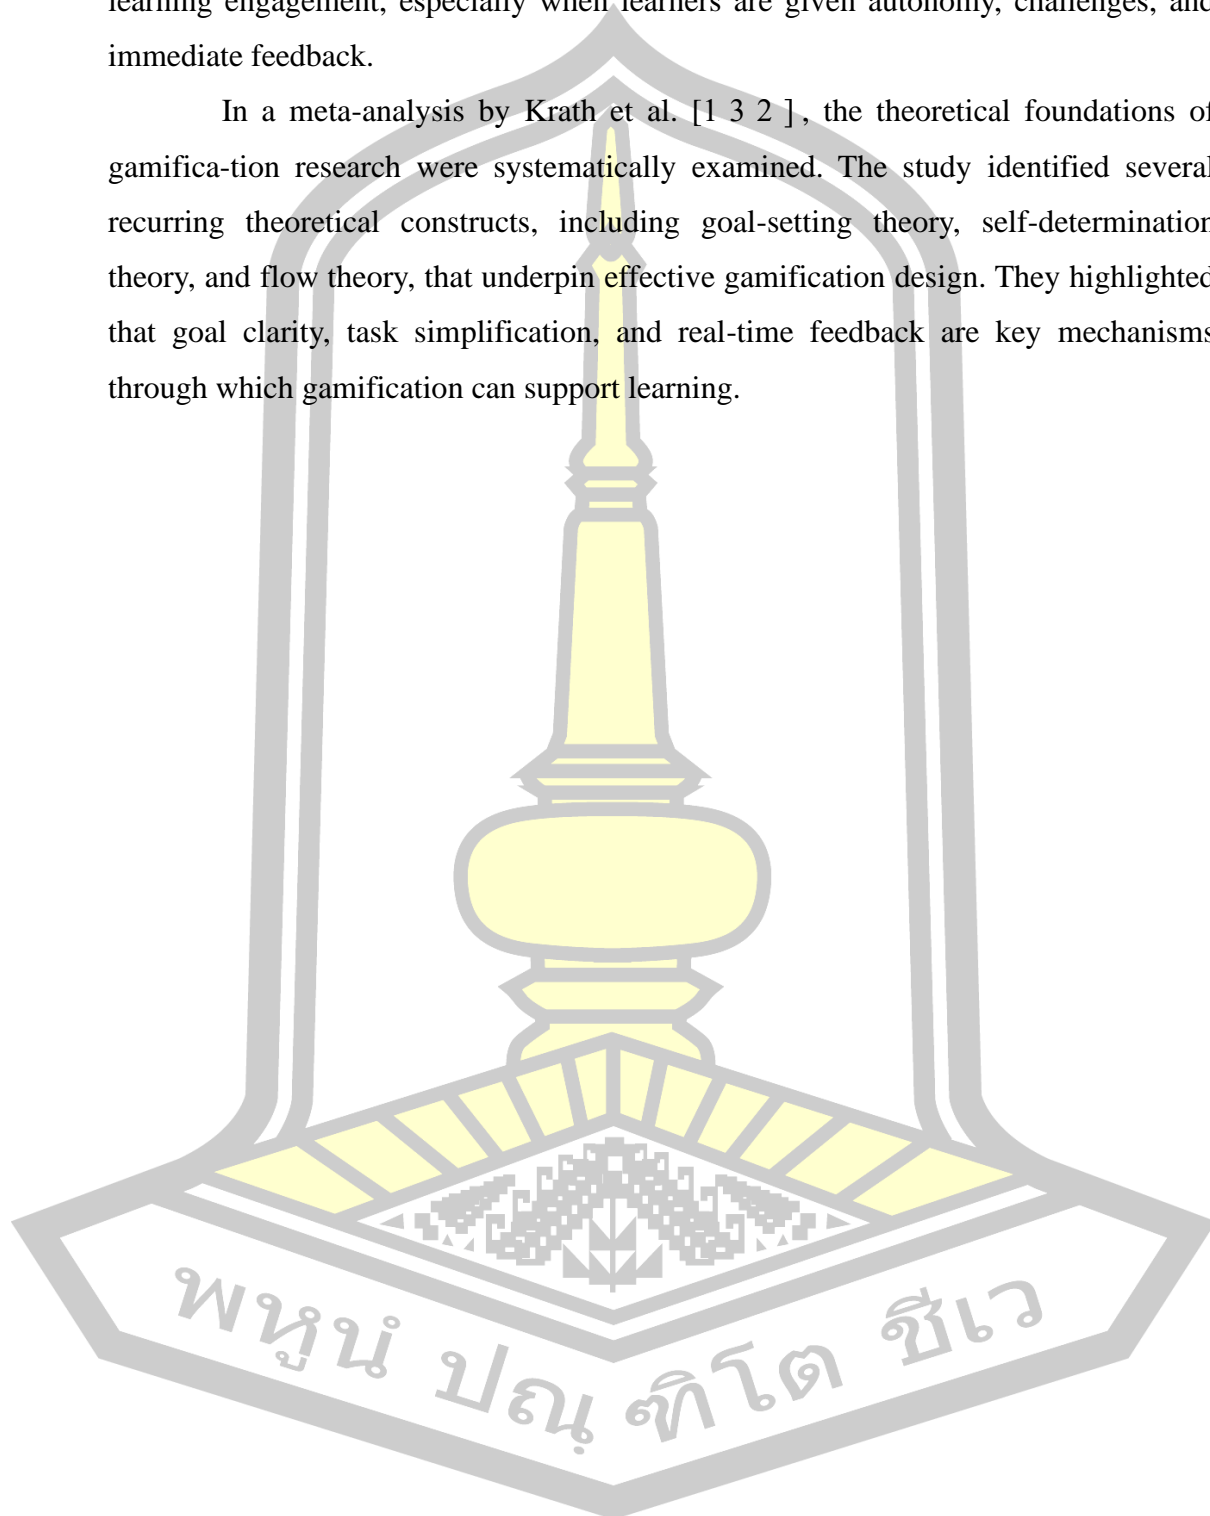 learning engagement, especially when learners are given autonomy, challenges, and
immediate feedback.
In a meta-analysis by Krath et al. [1 3 2 ] , the theoretical foundations of
gamifica-tion research were systematically examined. The study identified several
recurring theoretical constructs, including goal-setting theory, self-determination
theory, and flow theory, that underpin effective gamification design. They highlighted
that goal clarity, task simplification, and real-time feedback are key mechanisms
through which gamification can support learning.
พหูนํ ปณฺฑิโต ชีเว